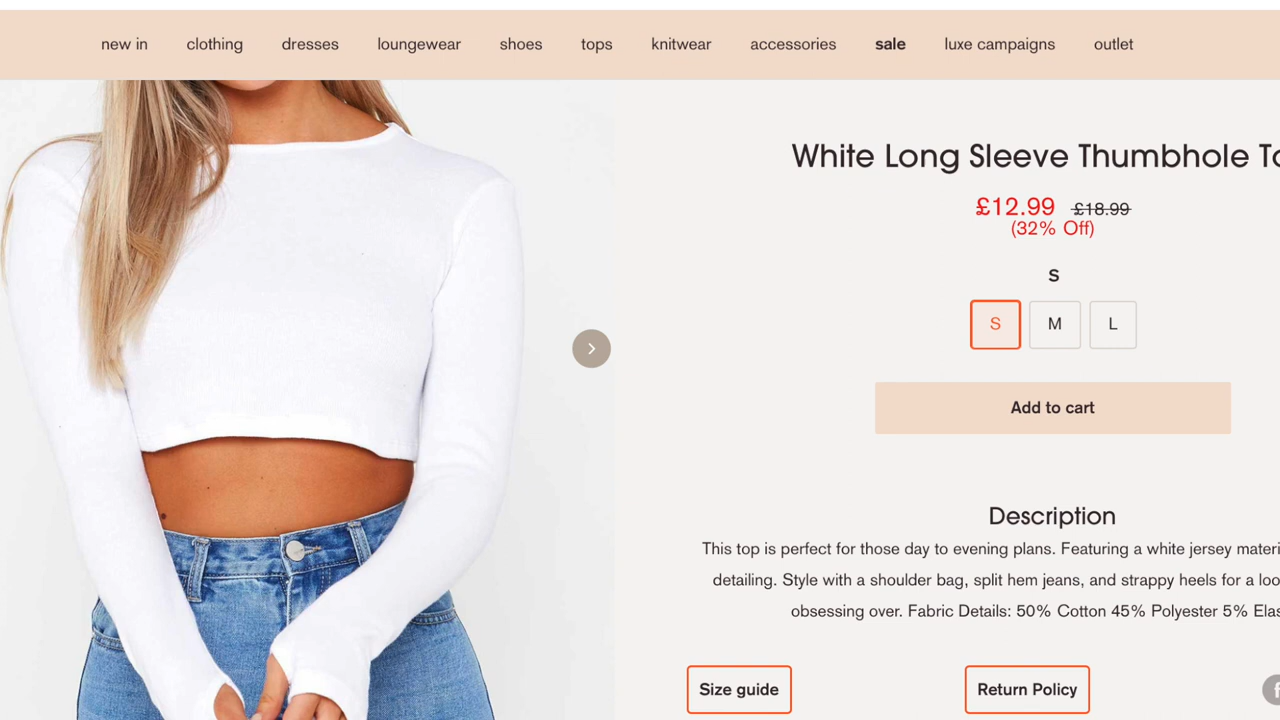 new in clothing dresses loungewear shoes tops knitwear accessories sale luxe campaigns outlet
White Long Sleeve Thumbhole
£12.99 £18.99
(32% Off)
S
S M L
Add to cart
Description
This top is perfect for those day to evening plans. Featuring a white jersey
detailing. Style with a shoulder bag, split hem jeans, and strappy heels for a
obsessing over. Fabric Details: 50% Cotton 45% Polyester 5%
Size guide Return Policy